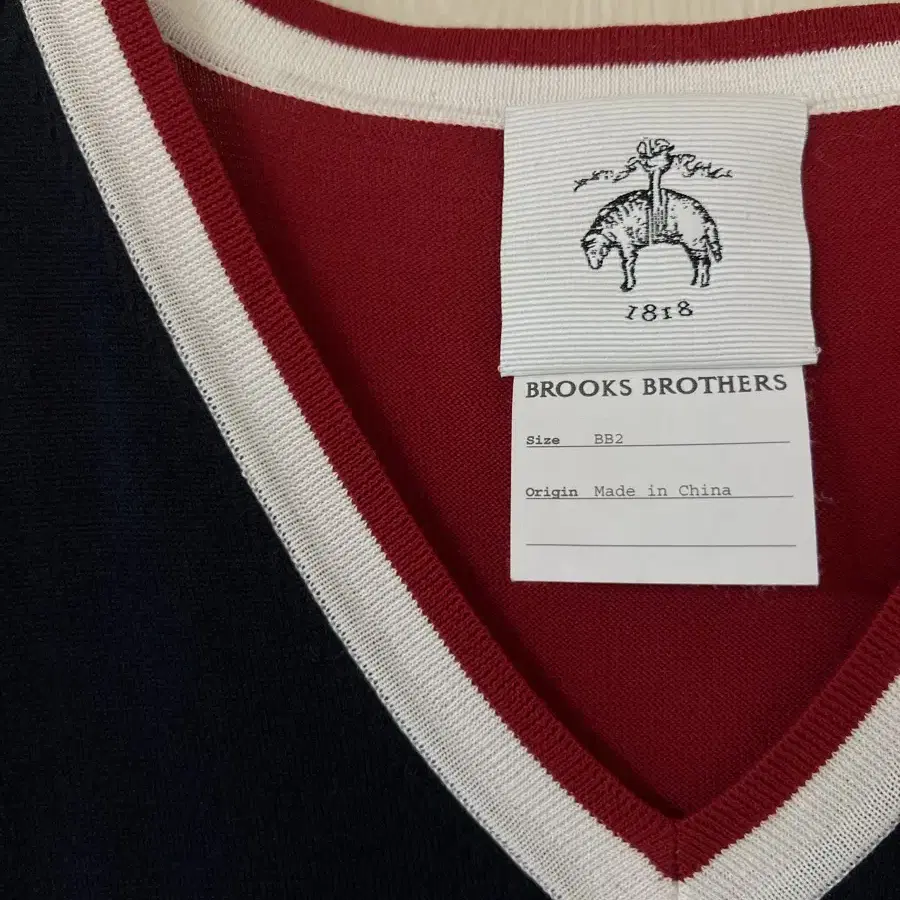 1818
BROOKS BROTHERS
Size BB2
Origin Made in China